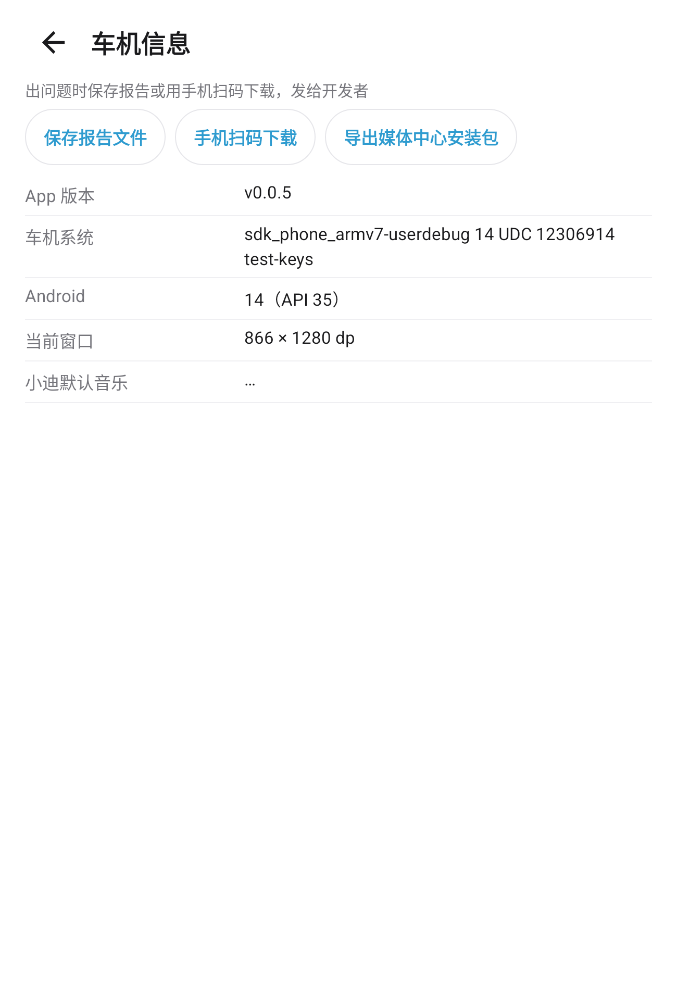 车机信息
出问题时保存报告或用手机扫码下载，发给开发者
保存报告文件 手机扫码下载 导出媒体中心安装包
App 版本 v0.0.5
车机系统 sdk_phone_armv7-userdebug 14 UDC 12306914
test-keys
Android 14（API 35）
当前窗口 866 × 1280 dp
小迪默认音乐 …